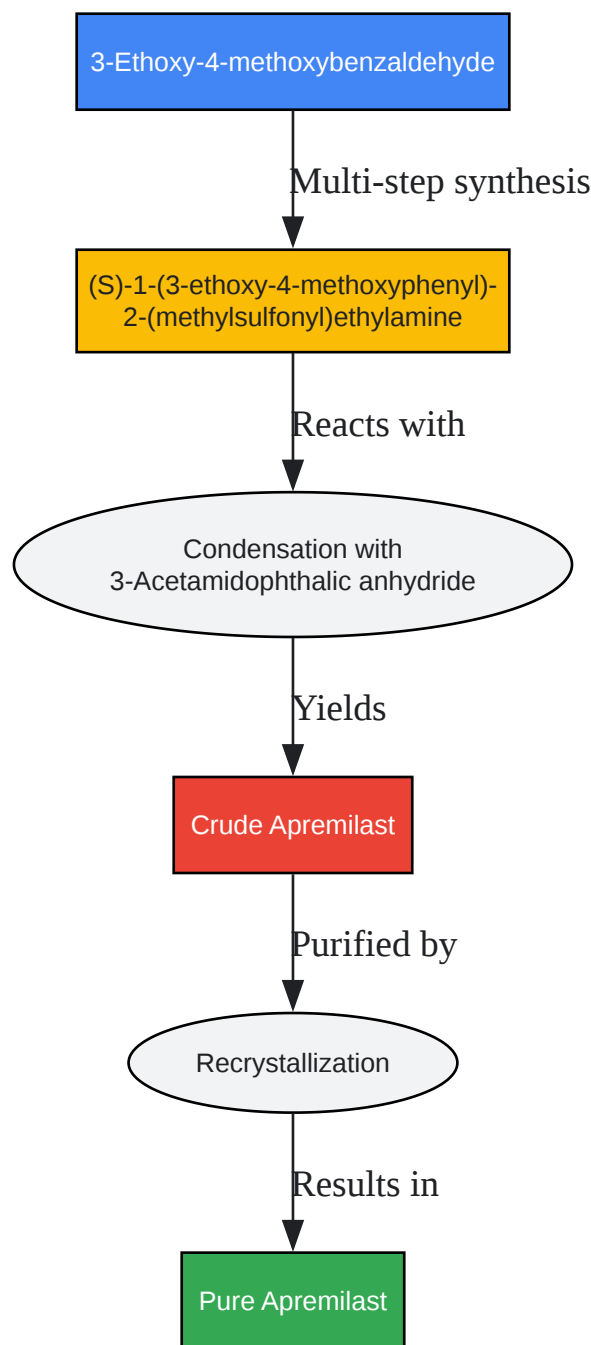 3-Ethoxy-4-methoxybenzaldehyde
Multi-step synthesis
(S)-1-(3-ethoxy-4-methoxyphenyl)-
2-(methylsulfonyl)ethylamine
Reacts with
Condensation with
3-Acetamidophthalic anhydride
Yields
Crude Apremilast
Purified by
Recrystallization
Results in
Pure Apremilast